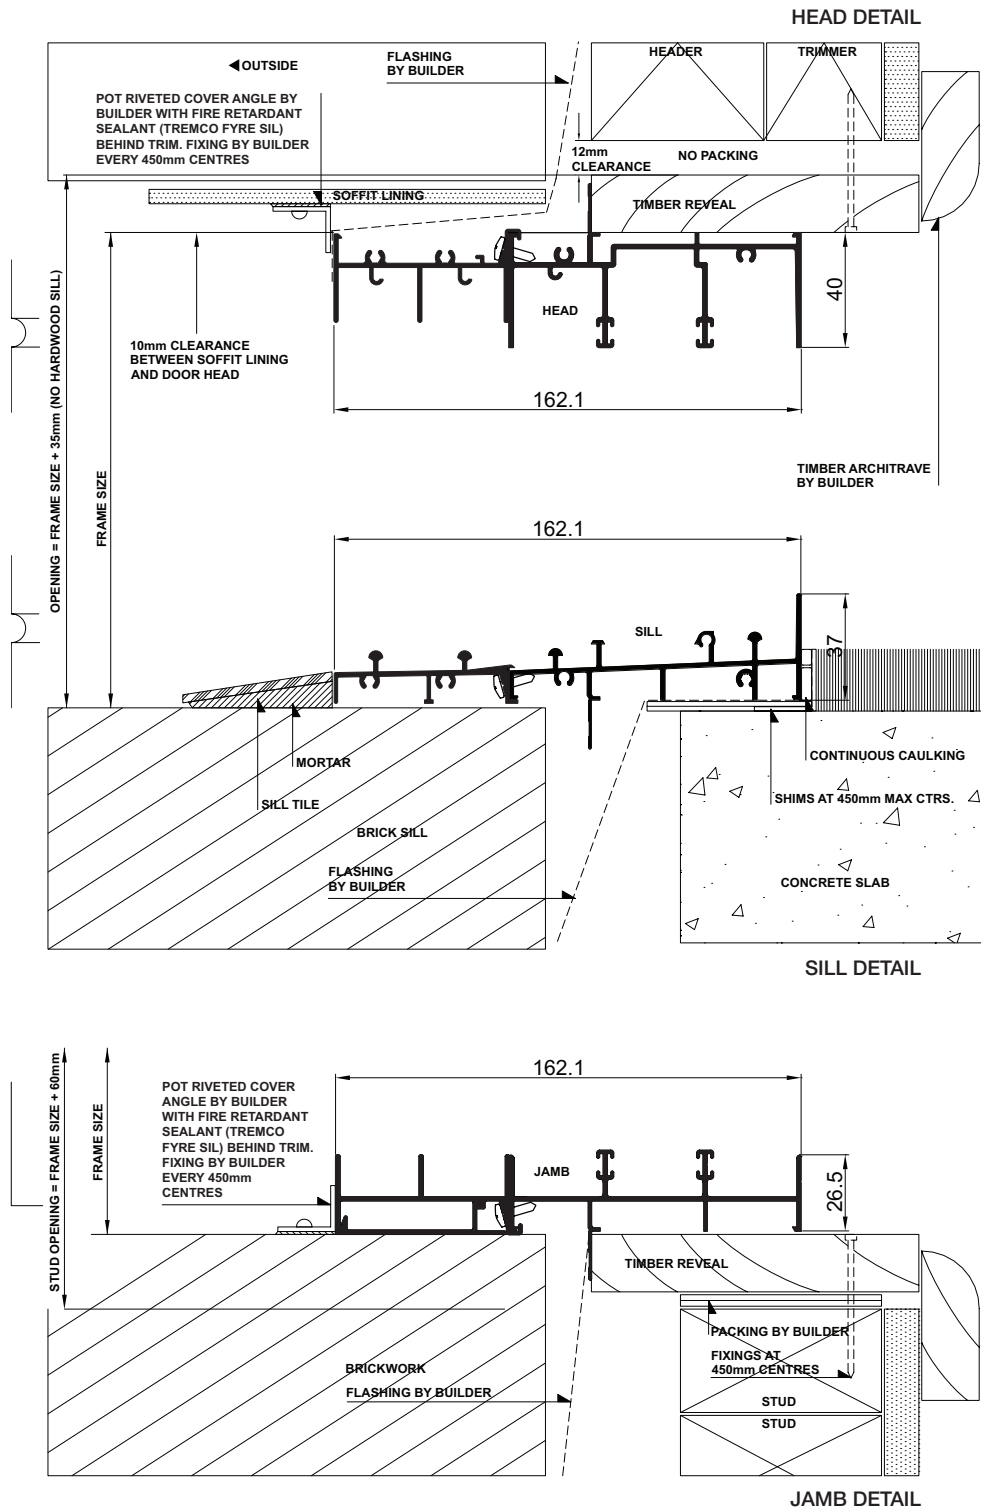 HEAD DETAIL
OUTSIDE
FLASHING
BY BUILDER
HEADER
TRIMMER
POT RIVETED COVER ANGLE BY
BUILDER WITH FIRE RETARDANT
SEALANT (TREMCO FYRE SIL)
BEHIND TRIM. FIXING BY BUILDER
EVERY 450mm CENTRES
12mm
CLEARANCE
NO PACKING
SOFFIT LINING
TIMBER REVEAL
HEAD
40
10mm CLEARANCE
BETWEEN SOFFIT LINING
AND DOOR HEAD
162.1
OPENING = FRAME SIZE + 35mm (NO HARDWOOD SILL)
FRAME SIZE
TIMBER ARCHITRAVE
BY BUILDER
162.1
SILL
37
MORTAR
SILL TILE
CONTINUOUS CAULKING
SHIMS AT 450mm MAX CTRS.
BRICK SILL
FLASHING
BY BUILDER
CONCRETE SLAB
SILL DETAIL
STUD OPENING = FRAME SIZE + 60mm
FRAME SIZE
162.1
POT RIVETED COVER
ANGLE BY BUILDER
WITH FIRE RETARDANT
SEALANT (TREMCO
FYRE SIL) BEHIND TRIM.
FIXING BY BUILDER
EVERY 450mm
CENTRES
JAMB
26.5
TIMBER REVEAL
PACKING BY BUILDER
FIXINGS AT
450mm CENTRES
BRICKWORK
FLASHING BY BUILDER
STUD
STUD
JAMB DETAIL